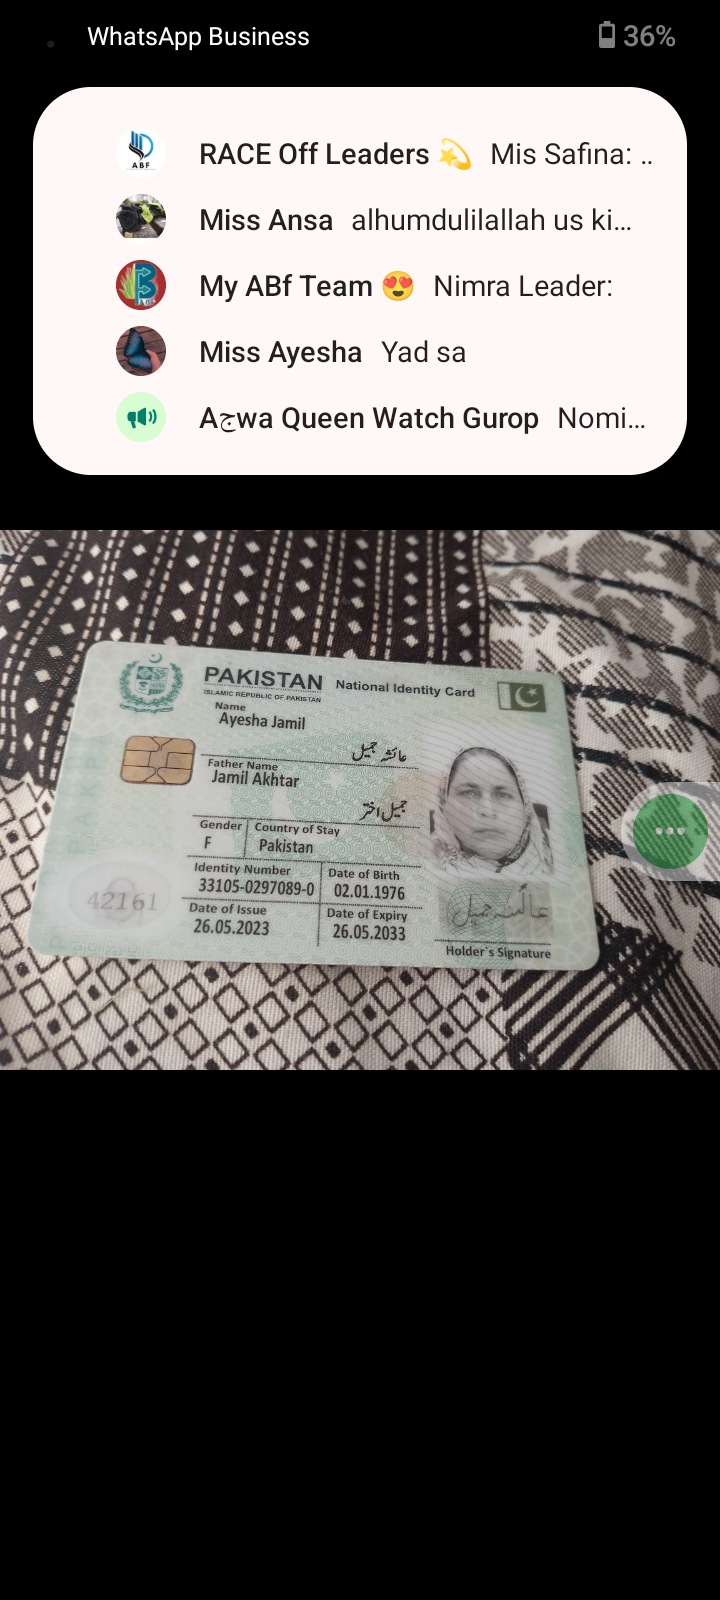 WhatsApp Business
36%
ABF
RACE Off Leaders 💫 Mis Safina: ..
Miss Ansa alhumdulilallah us ki...
My ABf Team 😍 Nimra Leader:
Miss Ayesha Yad sa
Aجwa Queen Watch Gurop Nomi...
PAKISTAN National Identity Card
ISLAMIC REPUBLIC OF PAKISTAN
Name
Ayesha Jamil
عائشہ جمیل
Father Name
Jamil Akhtar
جمیل اختر
Gender Country of Stay
F Pakistan
Identity Number Date of Birth
33105-0297089-0 02.01.1976
42161
Date of Issue Date of Expiry
26.05.2023 26.05.2033
Holder's Signature